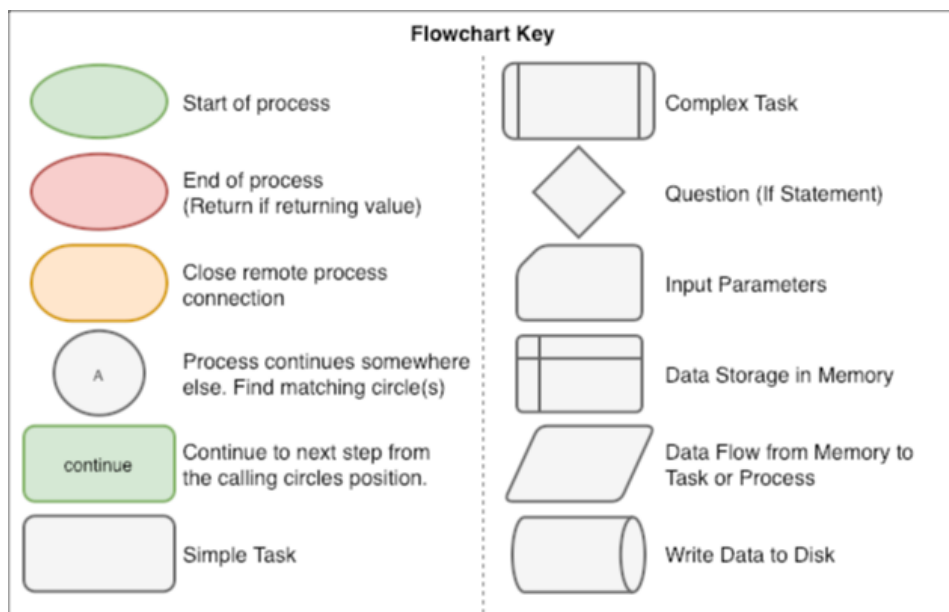 Flowchart Key
Start of process
End of process
(Return if returning value)
Close remote process
connection
A
Process continues somewhere
else. Find matching circle(s)
continue
Continue to next step from
the calling circles position.
Simple Task
Complex Task
Question (If Statement)
Input Parameters
Data Storage in Memory
Data Flow from Memory to
Task or Process
Write Data to Disk